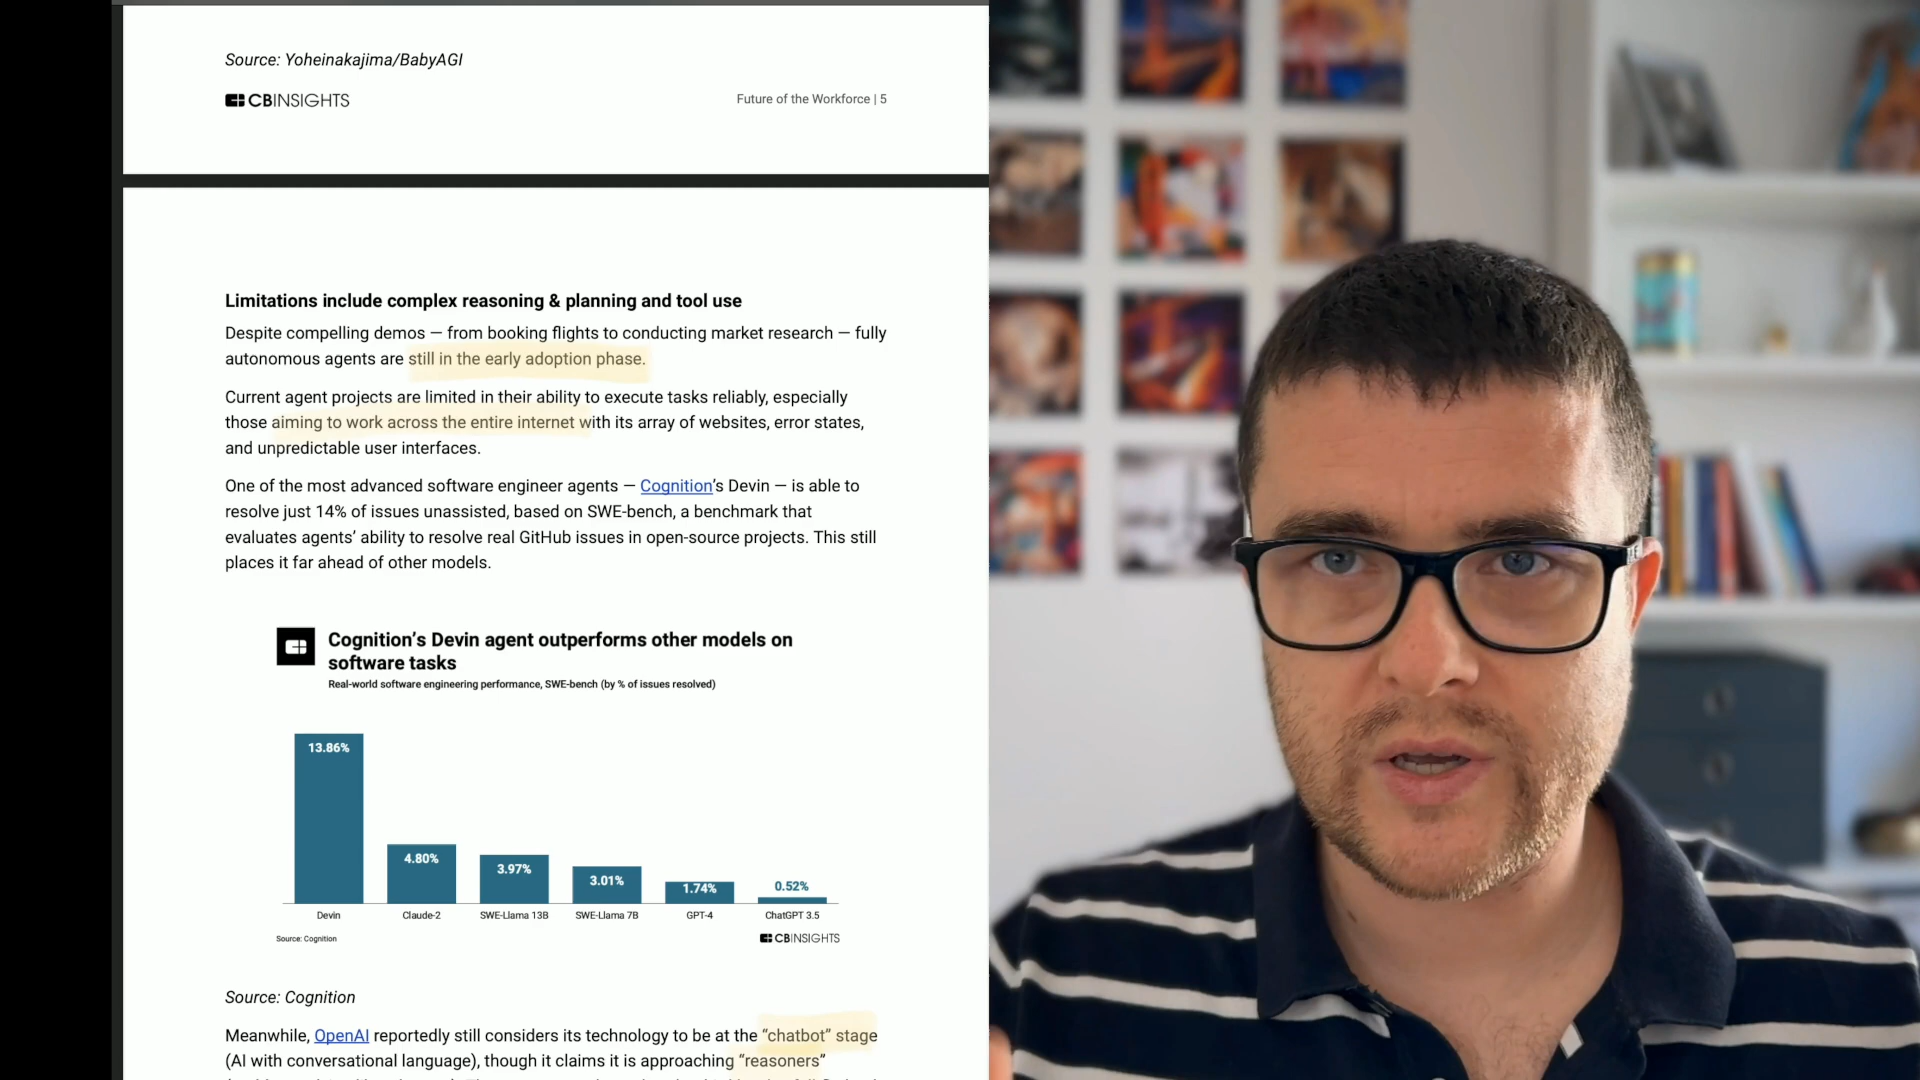 Source: Yoheinakajima/BabyAGI
CBINSIGHTS
Future of the Workforce | 5
Limitations include complex reasoning & planning and tool use
Despite compelling demos — from booking flights to conducting market research — fully
autonomous agents are still in the early adoption phase.
Current agent projects are limited in their ability to execute tasks reliably, especially
those aiming to work across the entire internet with its array of websites, error states,
and unpredictable user interfaces.
One of the most advanced software engineer agents — Cognition’s Devin — is able to
resolve just 14% of issues unassisted, based on SWE-bench, a benchmark that
evaluates agents’ ability to resolve real GitHub issues in open-source projects. This still
places it far ahead of other models.
Cognition’s Devin agent outperforms other models on
software tasks
Real-world software engineering performance, SWE-bench (by % of issues resolved)
13.86%
4.80%
3.97%
3.01%
1.74%
0.52%
Devin
Claude-2
SWE-Llama 13B
SWE-Llama 7B
GPT-4
ChatGPT 3.5
Source: Cognition
CBINSIGHTS
Source: Cognition
Meanwhile, OpenAI reportedly still considers its technology to be at the “chatbot” stage
(AI with conversational language), though it claims it is approaching “reasoners”